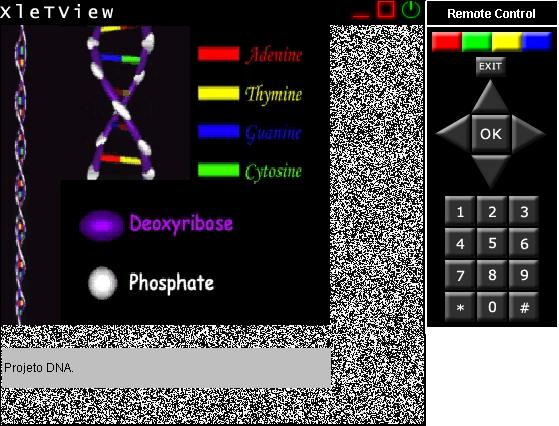 XleTView
Adenine
Thymine
Guanine
Cytosine
Deoxyribase
Phosphate
Projeto DNA.
Remote Control
EXIT
OK
1 2 3
4 5 6
7 8 9
* 0 #